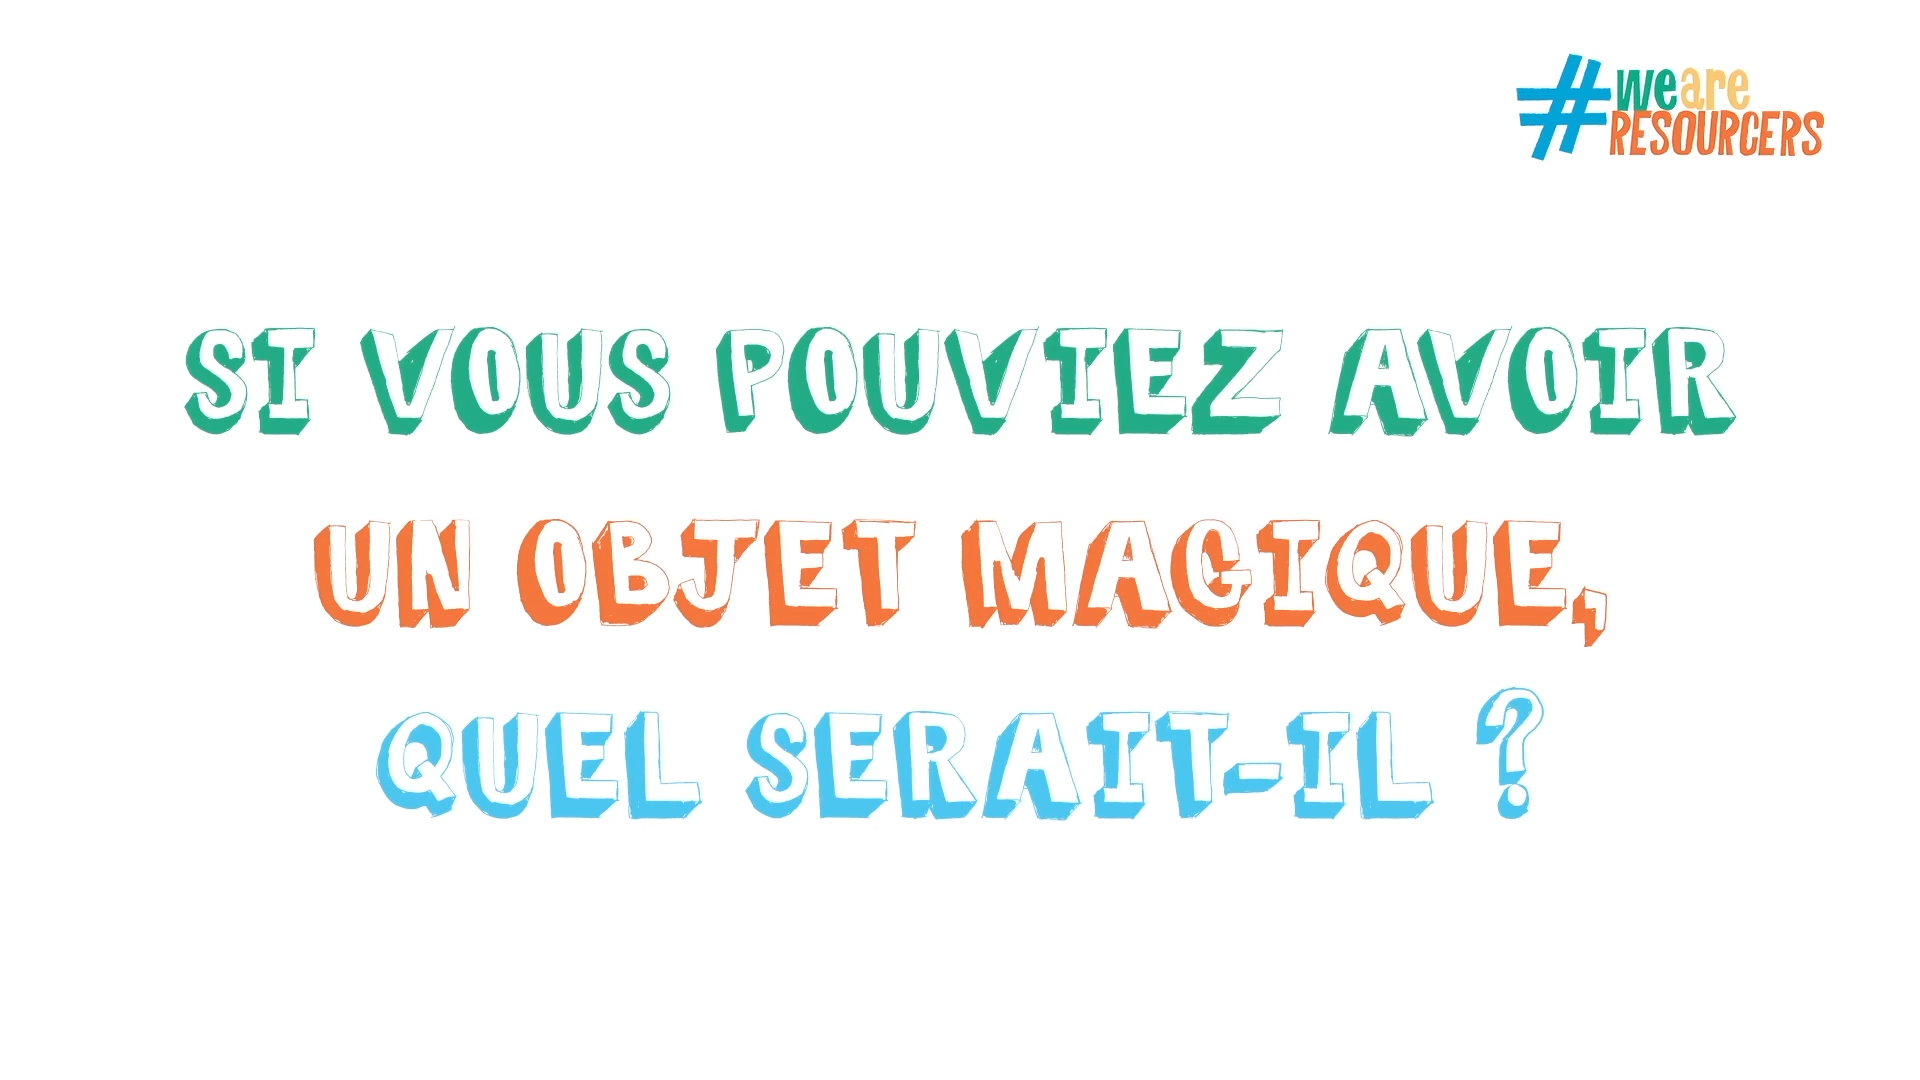 #weare
RESOURCERS
SI VOUS POUVIEZ AVOIR
UN OBJET MAGIQUE,
QUEL SERAIT-IL ?